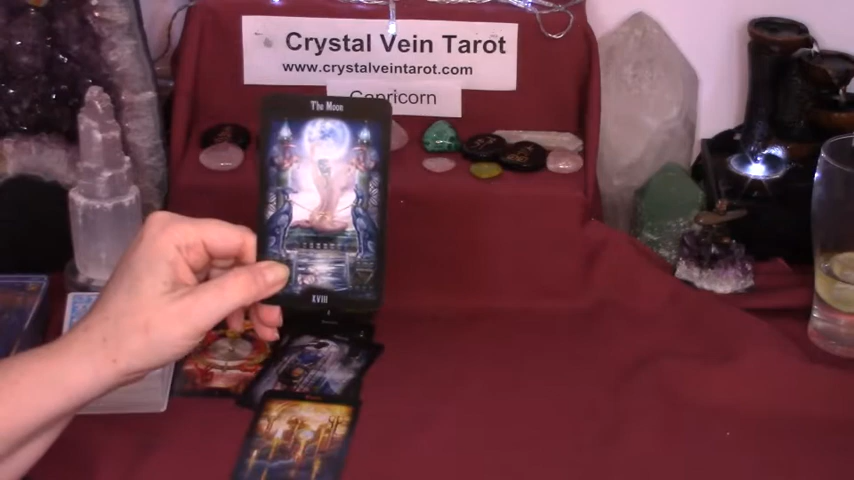 Crystal Vein Tarot
www.crystalveintarot.com
Capricorn
The Moon
XVIII